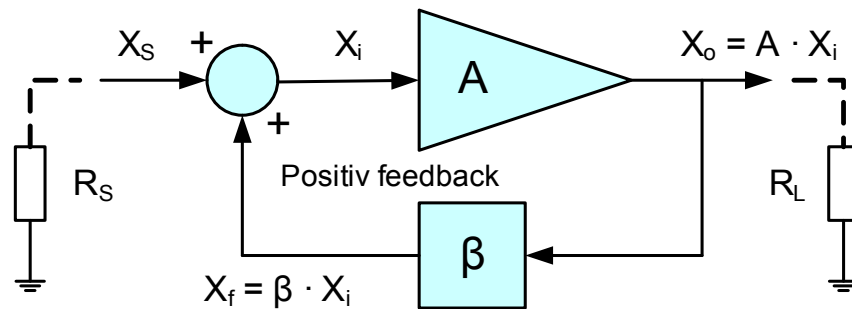 X_S
+
X_i
A
X_o = A · X_i
+
R_S
Positiv feedback
R_L
β
X_f = β · X_i